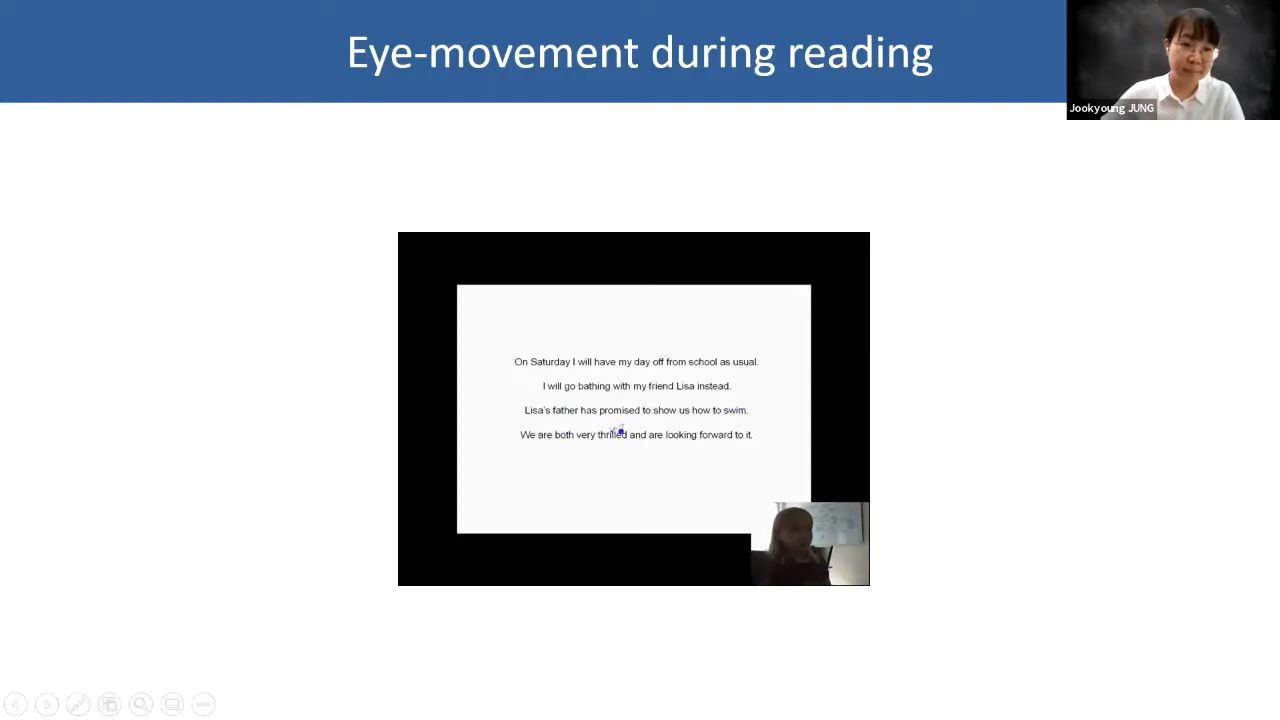 Eye-movement during reading
Jookyoung JUNG
On Saturday I will have my day off from school as usual.
I will go bathing with my friend Lisa instead.
Lisa's father has promised to show us how to swim.
We are both very thrilled and are looking forward to it.